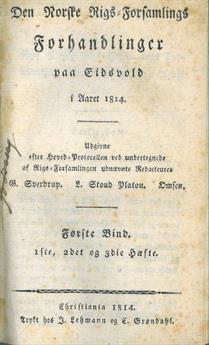 Den Norske Rigs-Forsamlings
Forhandlinger
paa Eidsvold
i Aaret 1814.
Udgivne
efter Hoved-Protocollen ved undertegnede
af Rigs-Forsamlingen udnævnte Redacteurer
G. Sverdrup. L. Stoud Platou. Omsen.
Første Bind.
1ste, 2det og 3die Hæfte.
Christiania 1814.
Trykt hos J. Lehmann og C. Grøndahl.